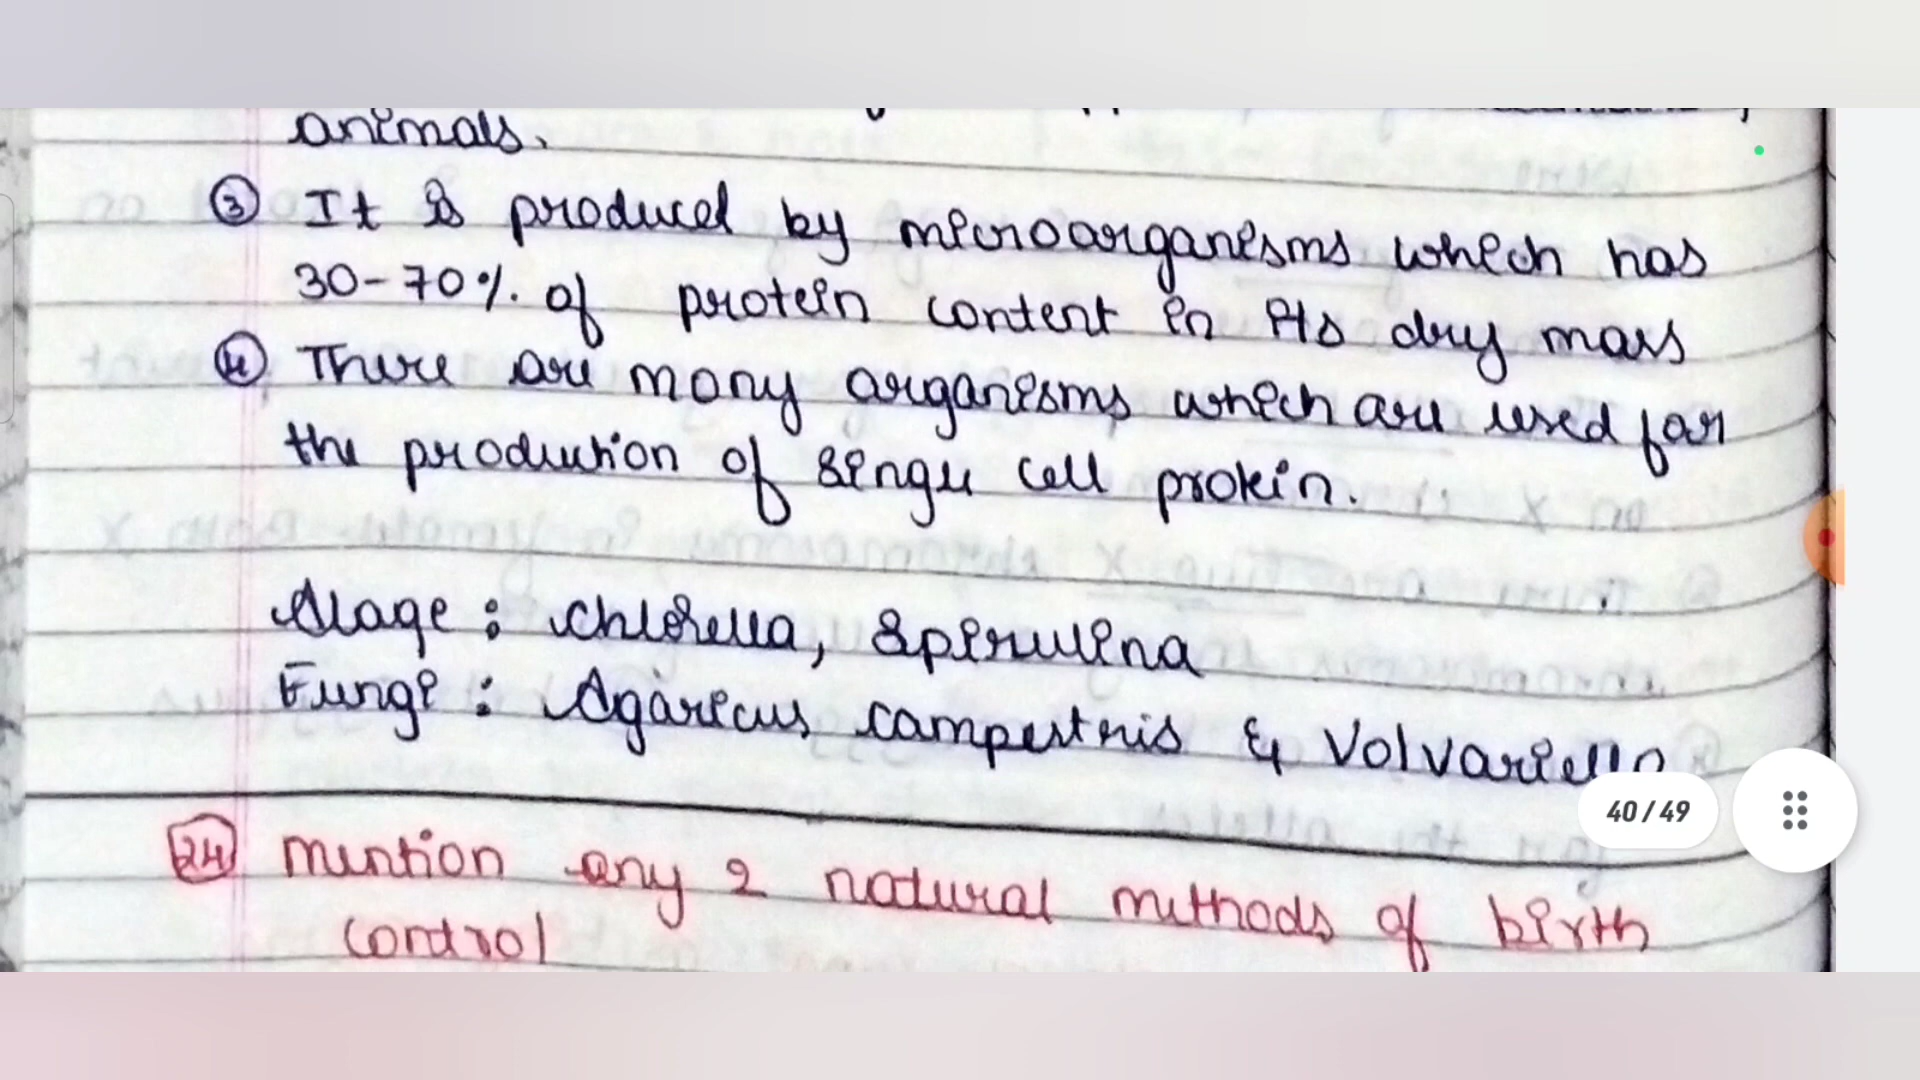 animals.
③ It is produced by microorganisms which has
30-70% of protein content in its dry mass
④ There are many organisms which are used for
the production of single cell protein.
Alage : Chlorella, Spirulina
Fungi : Agaricus campestris & Volvariella
40 / 49
24 Mention any 2 natural methods of birth
control